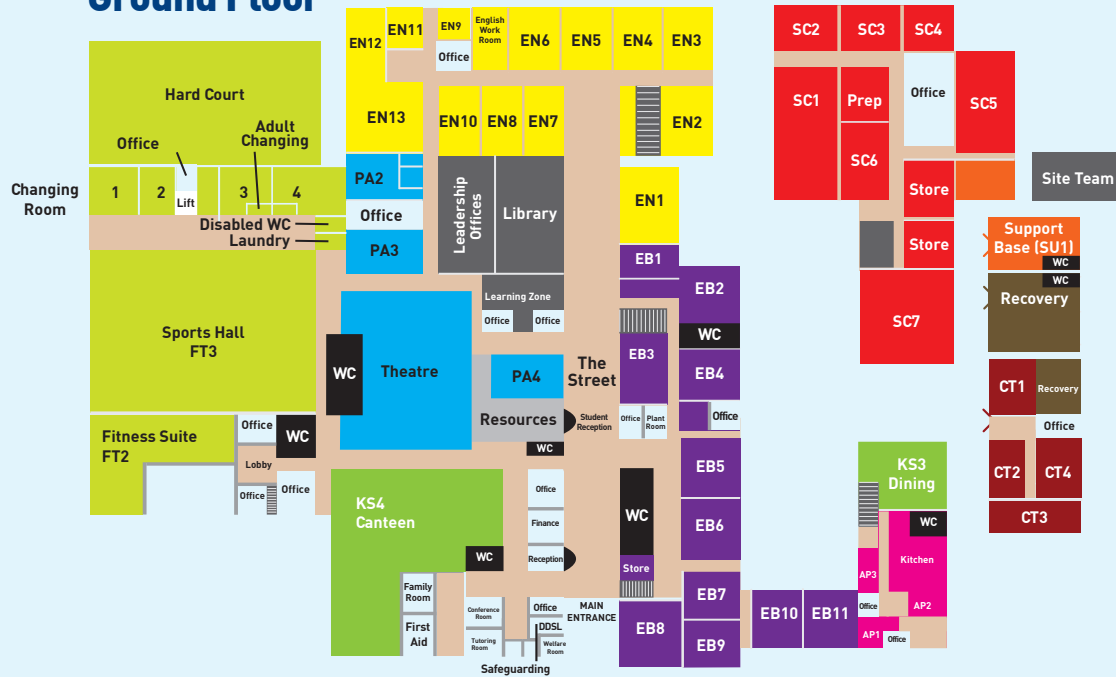 Ground Floor
EN12
EN11
EN9
English
Work
Room
EN6
EN5
EN4
EN3
Office
SC2
SC3
SC4
Hard Court
Adult
Changing
Office
EN13
EN10
EN8
EN7
EN2
SC1
Prep
Office
SC5
SC6
Changing
Room
1
2
Lift
3
4
PA2
Office
PA3
Leadership
Offices
Library
EN1
Store
Site Team
Disabled WC
Laundry
EB1
Store
Support
Base (SU1)
WC
WC
Recovery
Learning Zone
Office
Office
EB2
WC
SC7
Sports Hall
FT3
WC
Theatre
PA4
The
Street
EB3
EB4
CT1
Recovery
Resources
Student
Reception
Office
Plant
Room
Office
Office
Fitness Suite
FT2
Office
WC
WC
Lobby
Office
Office
EB5
KS3
Dining
CT2
CT4
CT3
KS4
Canteen
Office
Finance
Reception
WC
WC
EB6
Store
WC
Kitchen
AP3
AP2
Office
AP1
Office
Family
Room
First
Aid
Conference
Room
Tutoring
Room
Office
DDSL
Welfare
Room
Safeguarding
MAIN
ENTRANCE
EB7
EB8
EB9
EB10
EB11